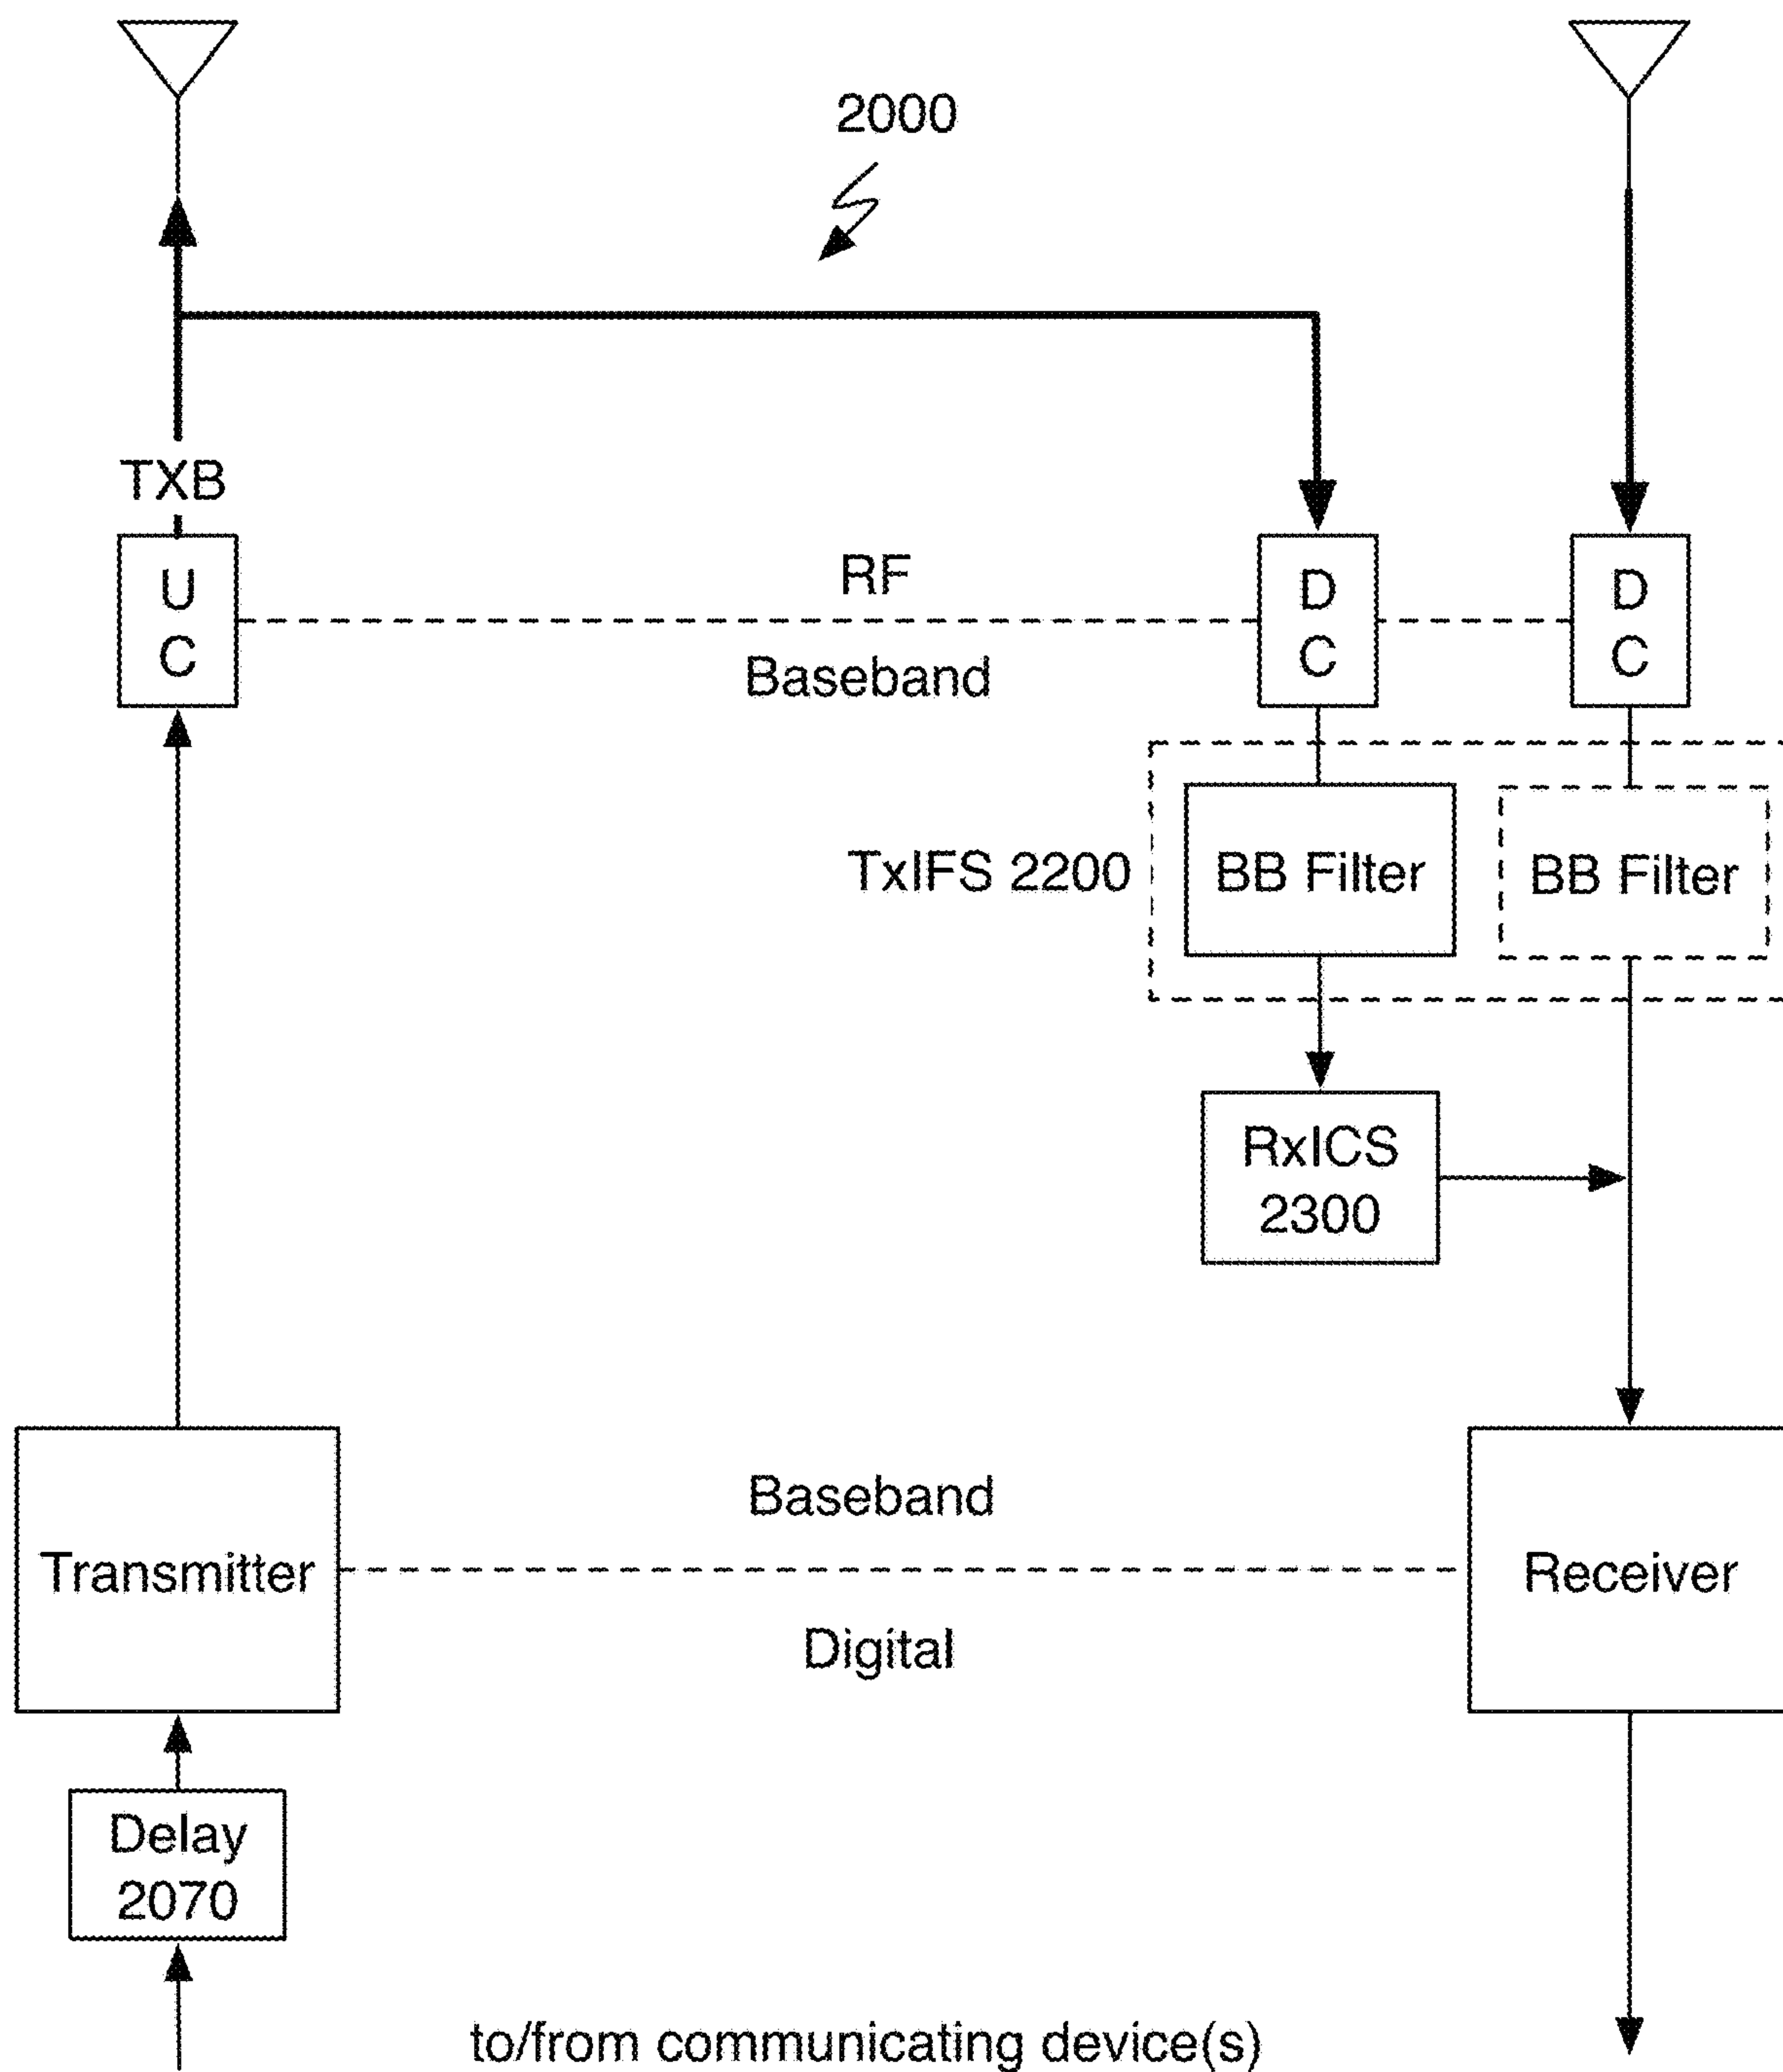 2000
TXB
U
C
RF
Baseband
D
C
D
C
TxIFS 2200
BB Filter
BB Filter
RxICS
2300
Transmitter
Baseband
Digital
Receiver
Delay
2070
to/from communicating device(s)